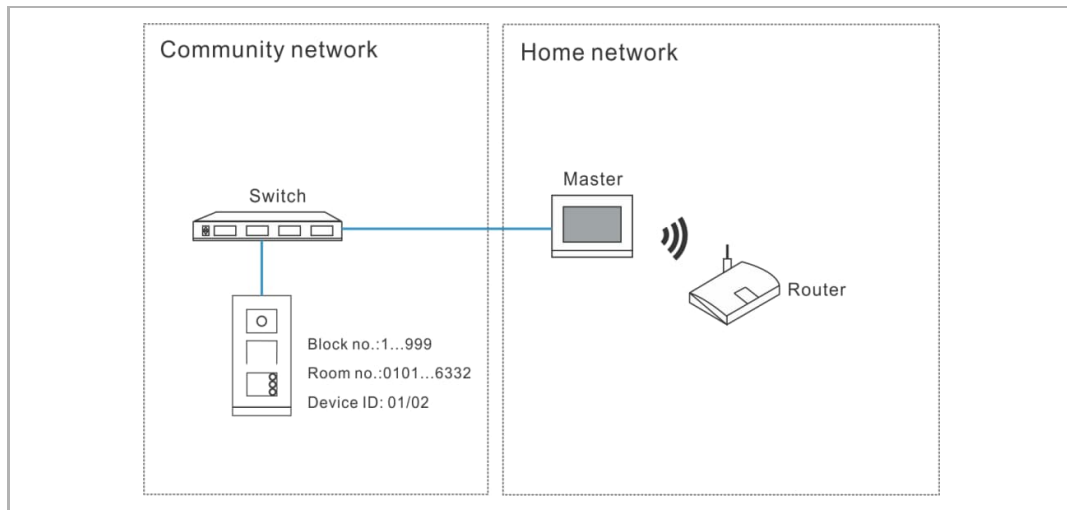 Community network
Home network
Master
Switch
Router
Block no.:1...999
Room no.:0101...6332
Device ID: 01/02